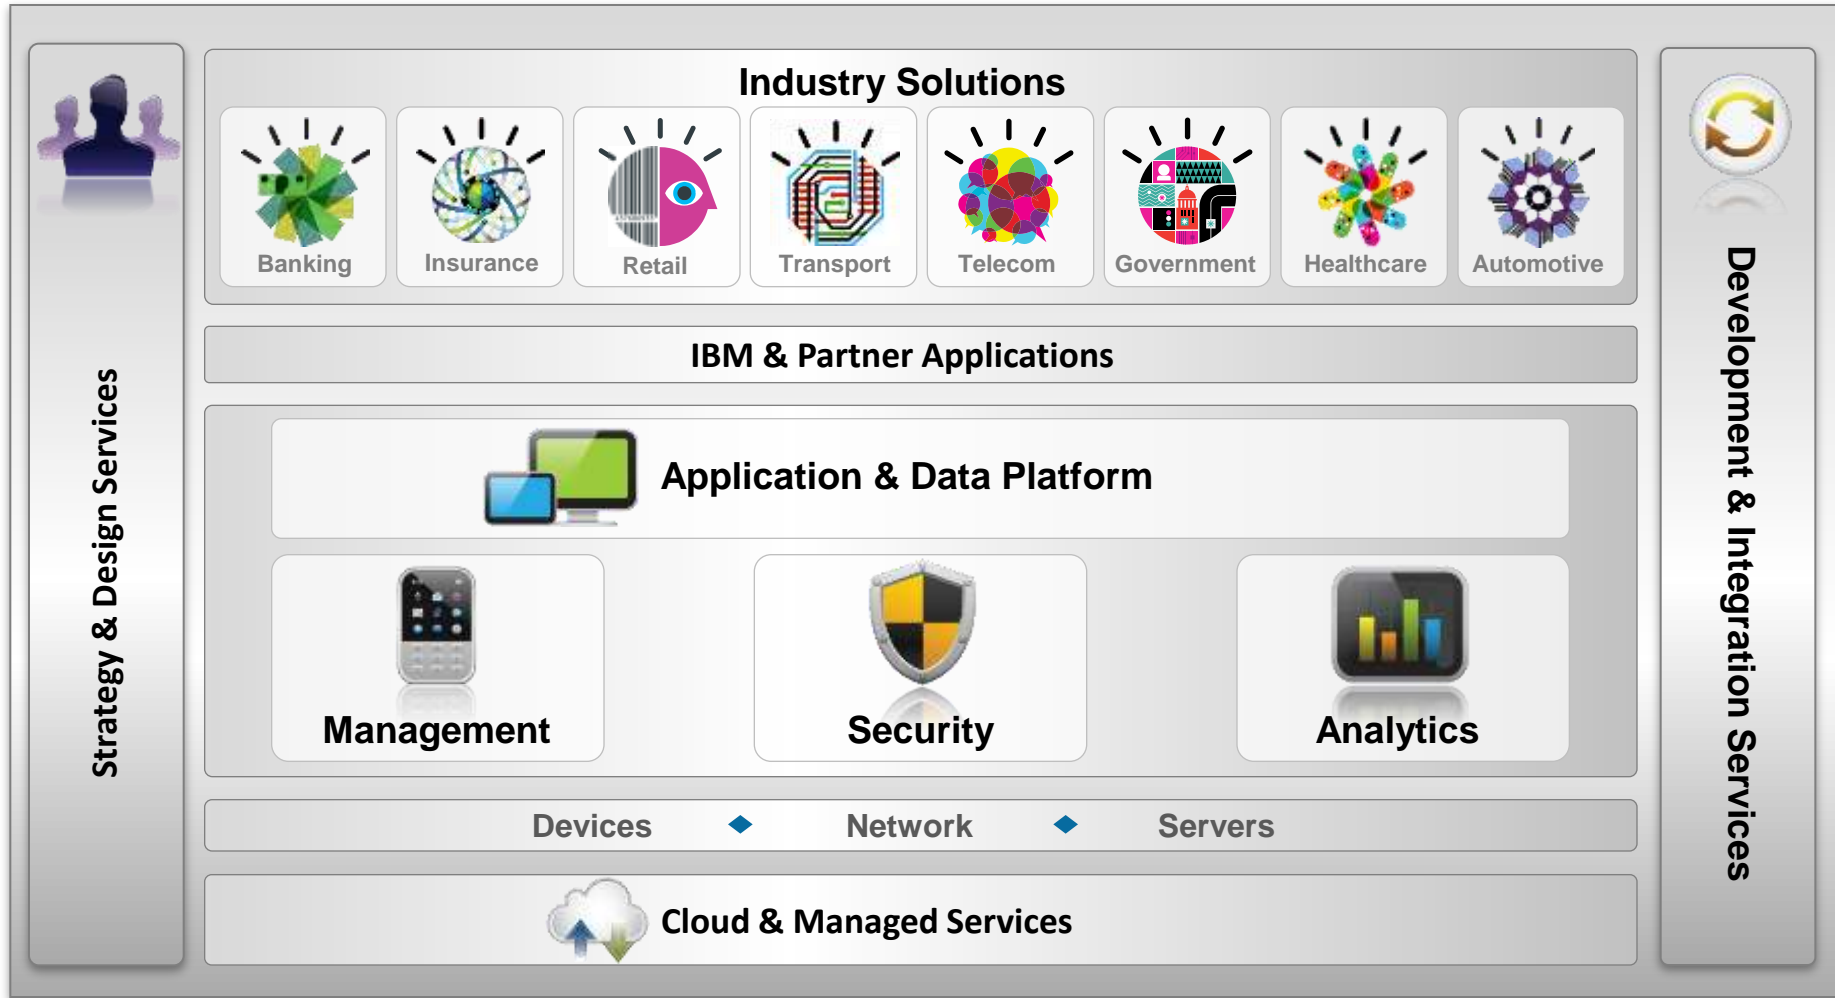 Strategy & Design Services
Industry Solutions
Banking
Insurance
Retail
Transport
Telecom
Government
Healthcare
Automotive
IBM & Partner Applications
Application & Data Platform
Management
Security
Analytics
Devices
Network
Servers
Cloud & Managed Services
Development & Integration Services